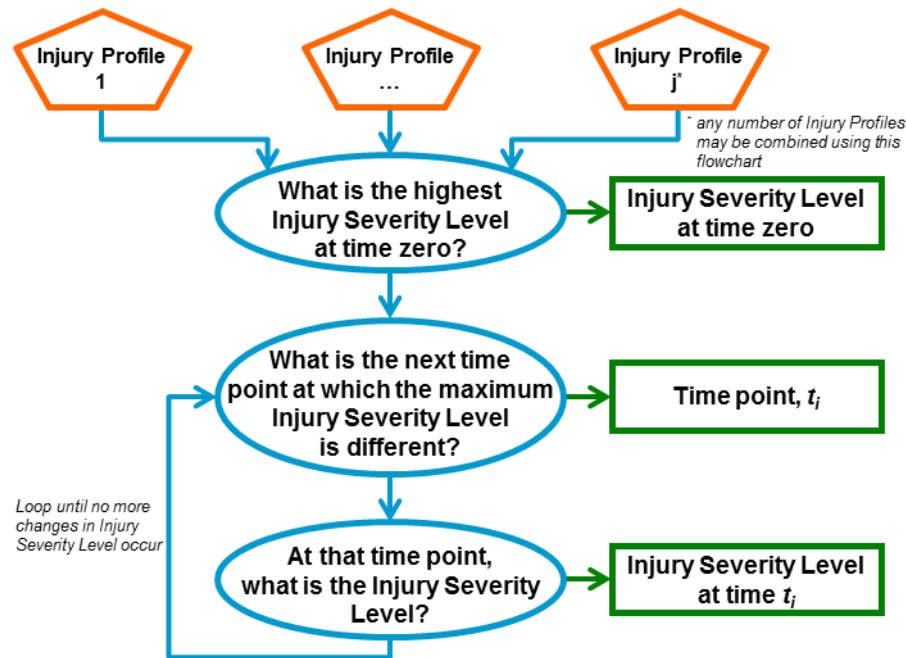 Injury Profile
1
Injury Profile
...
Injury Profile
j*
* any number of Injury Profiles
may be combined using this
flowchart
What is the highest
Injury Severity Level
at time zero?
Injury Severity Level
at time zero
What is the next time
point at which the maximum
Injury Severity Level
is different?
Time point, tᵢ
Loop until no more
changes in Injury
Severity Level occur
At that time point,
what is the Injury Severity
Level?
Injury Severity Level
at time tᵢ